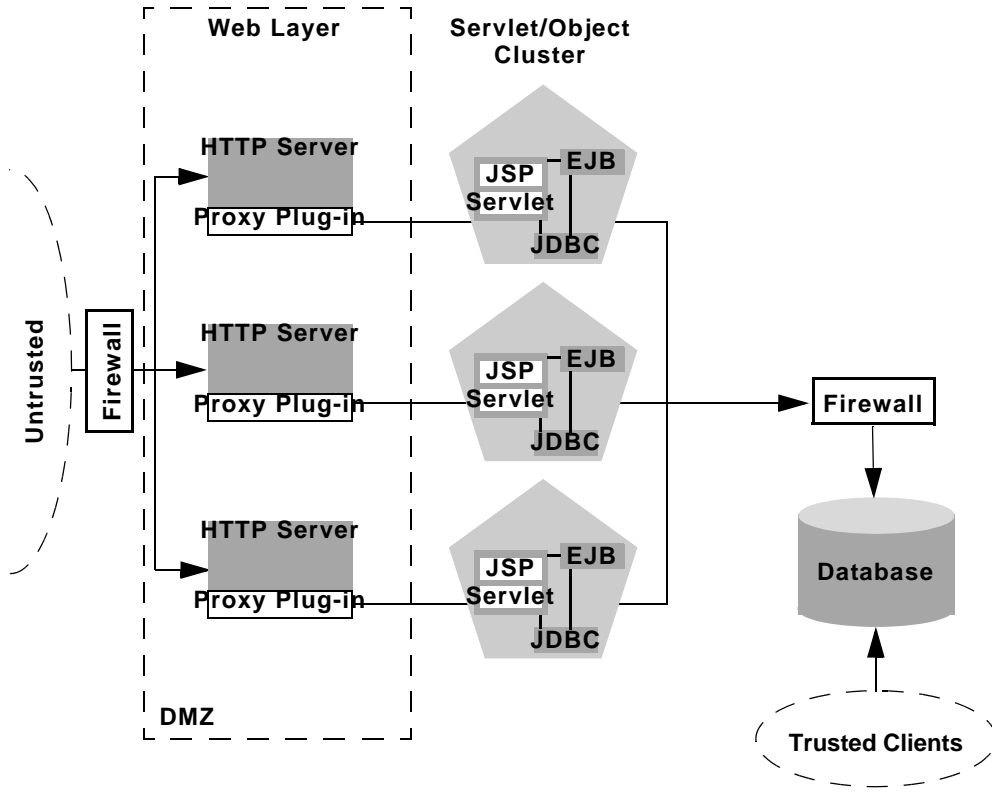 Web Layer
Servlet/Object
Cluster
HTTP Server
Proxy Plug-in
JSP
Servlet
EJB
JDBC
Untrusted
Firewall
HTTP Server
Proxy Plug-in
JSP
Servlet
EJB
JDBC
Firewall
HTTP Server
Proxy Plug-in
JSP
Servlet
EJB
JDBC
Database
DMZ
Trusted Clients